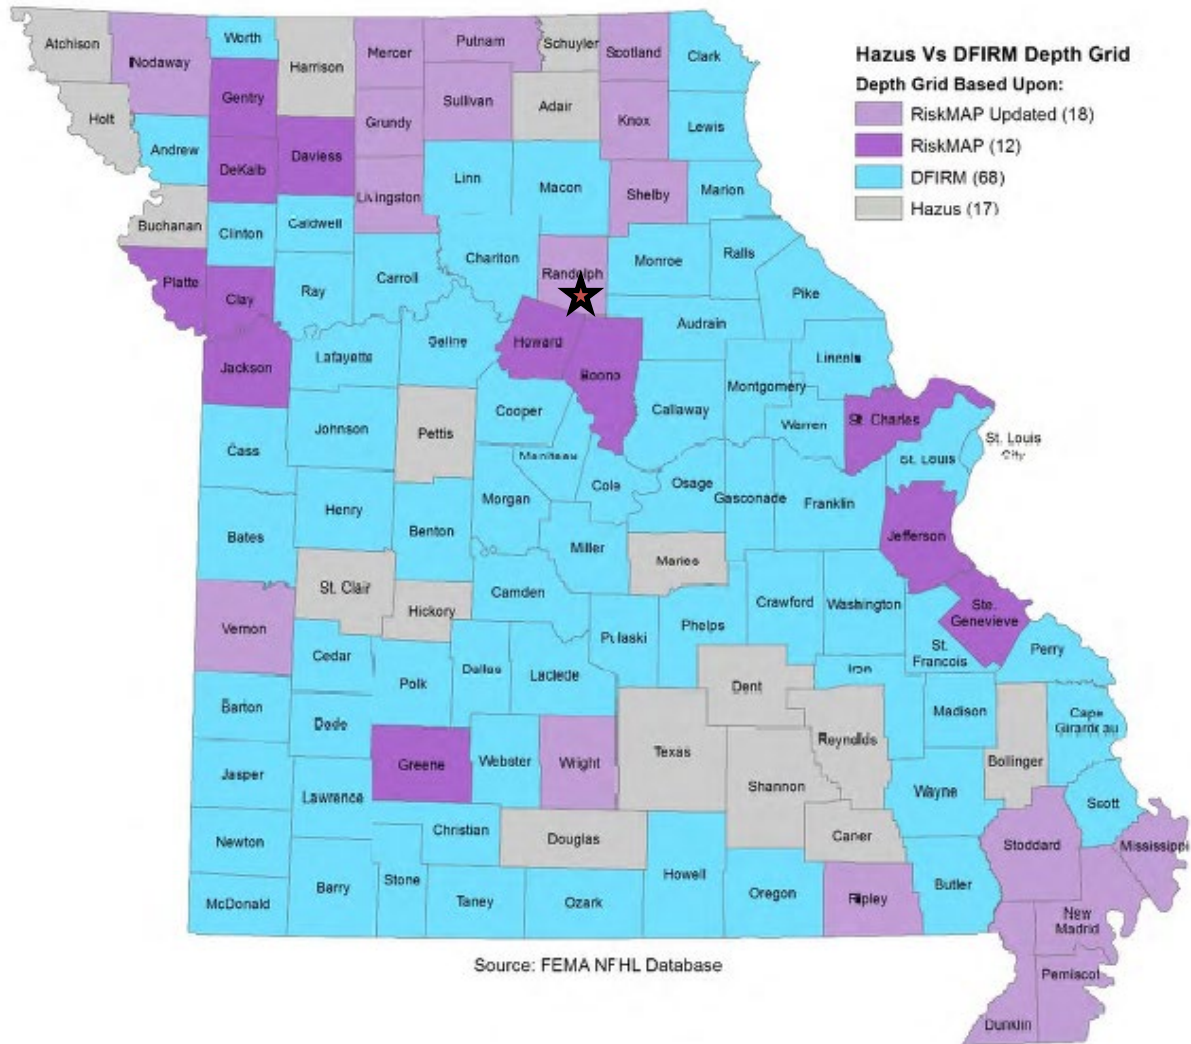 Hazus Vs DFIRM Depth Grid
Depth Grid Based Upon:
RiskMAP Updated (18)
RiskMAP (12)
DFIRM (68)
Hazus (17)
Atchison
Nodaway
Worth
Harrison
Mercer
Putnam
Schuyler
Scotland
Clark
Gentry
Holt
Andrew
DeKalb
Daviess
Grundy
Sullivan
Adair
Knox
Lewis
Livingston
Linn
Macon
Shelby
Marion
Buchanan
Clinton
Caldwell
Chariton
Randolph
Monroe
Ralls
Platte
Clay
Ray
Carroll
Pike
Audrain
Howard
Saline
Lafayette
Jackson
Boone
Lincoln
Montgomery
Cooper
Callaway
Warren
St. Charles
Johnson
Pettis
Cass
Moniteau
St. Louis
St. Louis
City
Cole
Osage
Gasconade
Franklin
Morgan
Henry
Benton
Bates
Miller
Maries
Jefferson
St. Clair
Hickory
Camden
Crawford
Washington
Ste.
Genevieve
Vernon
Pulaski
Phelps
St.
Francois
Perry
Cedar
Polk
Dallas
Laclede
Iron
Dent
Barton
Dade
Madison
Cape
Girardeau
Reynolds
Texas
Bollinger
Greene
Webster
Wright
Jasper
Shannon
Wayne
Scott
Lawrence
Christian
Douglas
Carter
Newton
Stoddard
Mississippi
Howell
Barry
Stone
Taney
Ozark
Oregon
Ripley
Butler
McDonald
New
Madrid
Pemiscot
Dunklin
Source: FEMA NFHL Database